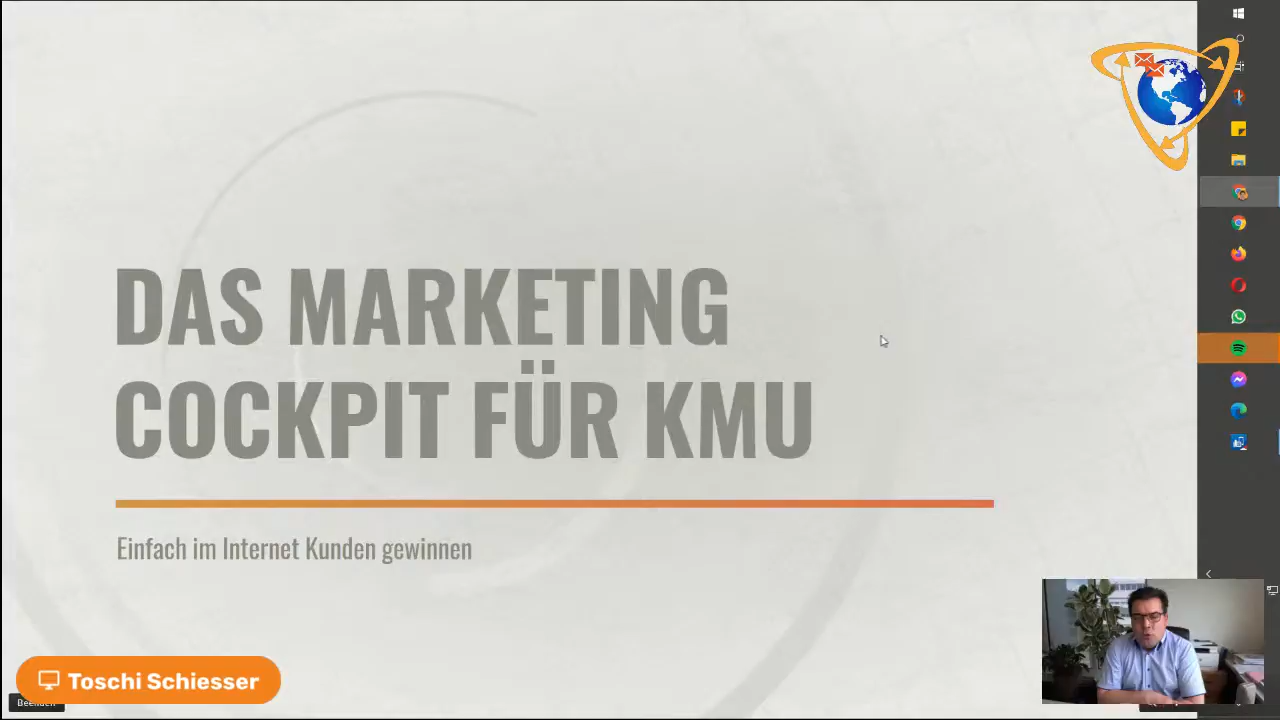 DAS MARKETING
COCKPIT FÜR KMU
Einfach im Internet Kunden gewinnen
Toschi Schiesser